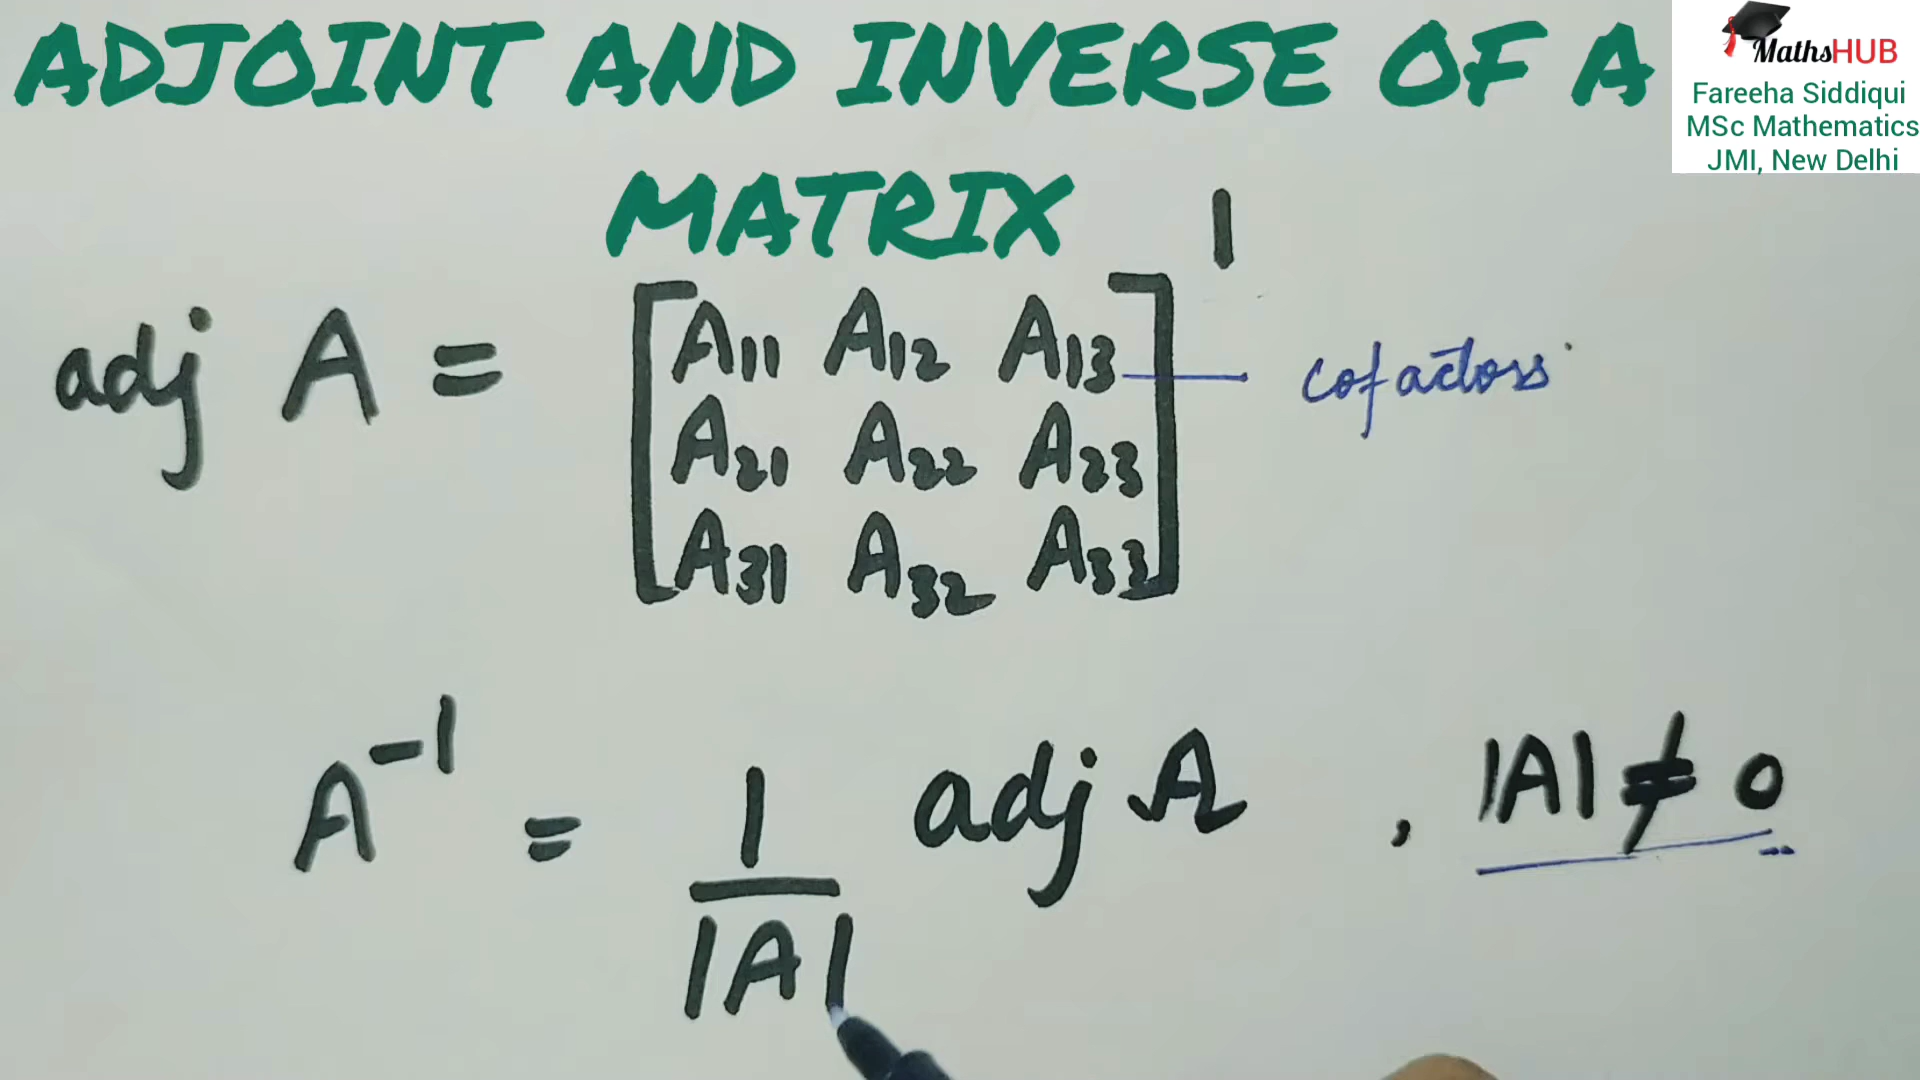 ADJOINT AND INVERSE OF A
MATRIX
MathsHUB
Fareeha Siddiqui
MSc Mathematics
JMI, New Delhi
adj A = [A11 A12 A13]' cofactors
A21 A22 A23
A31 A32 A33
A⁻¹ = 1/|A| adj A , |A| ≠ 0